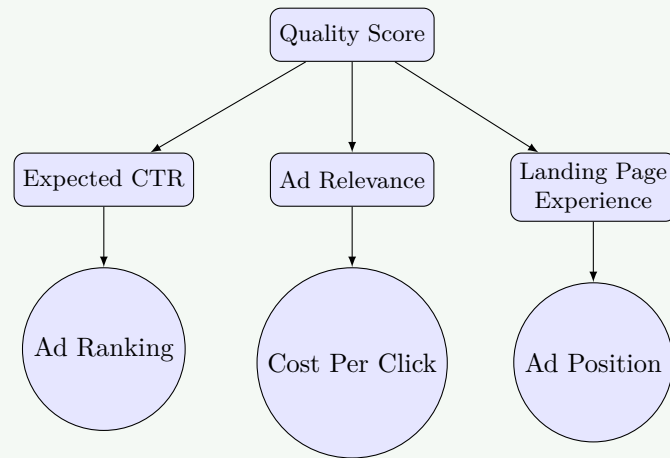 Quality Score
Expected CTR
Ad Relevance
Landing Page
Experience
Ad Ranking
Cost Per Click
Ad Position